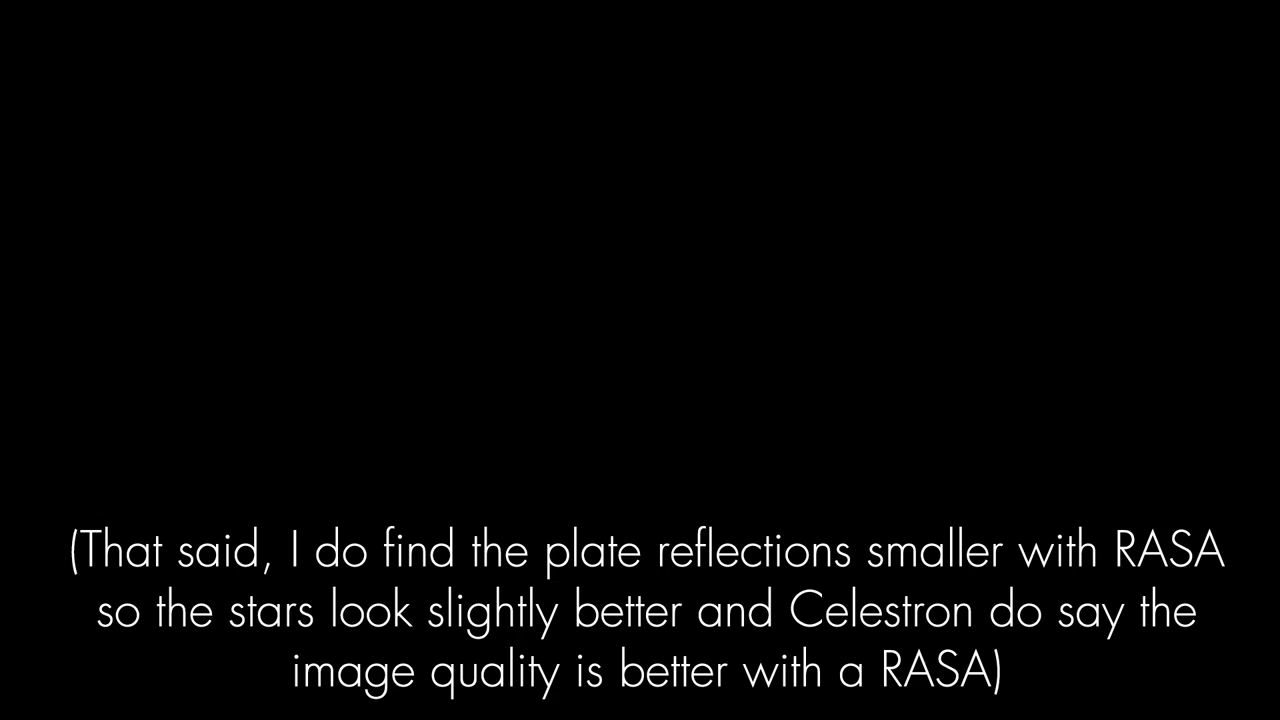 (That said, I do find the plate reflections smaller with RASA
so the stars look slightly better and Celestron do say the
image quality is better with a RASA)